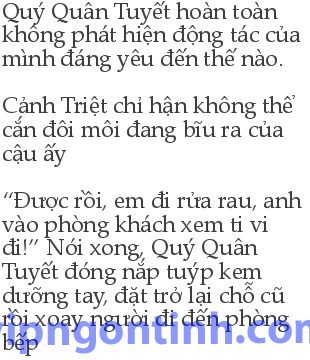 Quý Quân Tuyết hoàn toàn
không phát hiện động tác của
mình đáng yêu đến thế nào.
Cảnh Triệt chỉ hận không thể
cắn đôi môi đang bĩu ra của
cậu ấy
“Được rồi, em đi rửa rau, anh
vào phòng khách xem ti vi
đi!” Nói xong, Quý Quân
Tuyết đóng nắp tuýp kem
dưỡng tay, đặt trở lại chỗ cũ
rồi xoay người đi đến phòng
bếp
vipngontinh.com